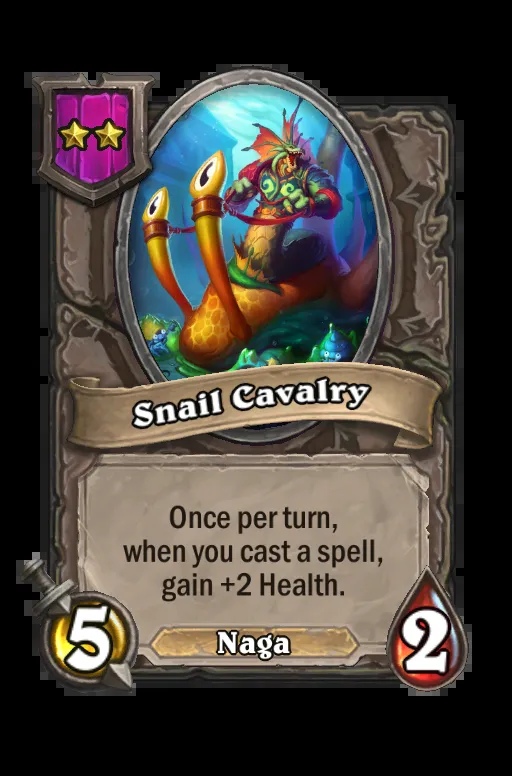 Snail Cavalry
Once per turn,
when you cast a spell,
gain +2 Health.
5
Naga
2